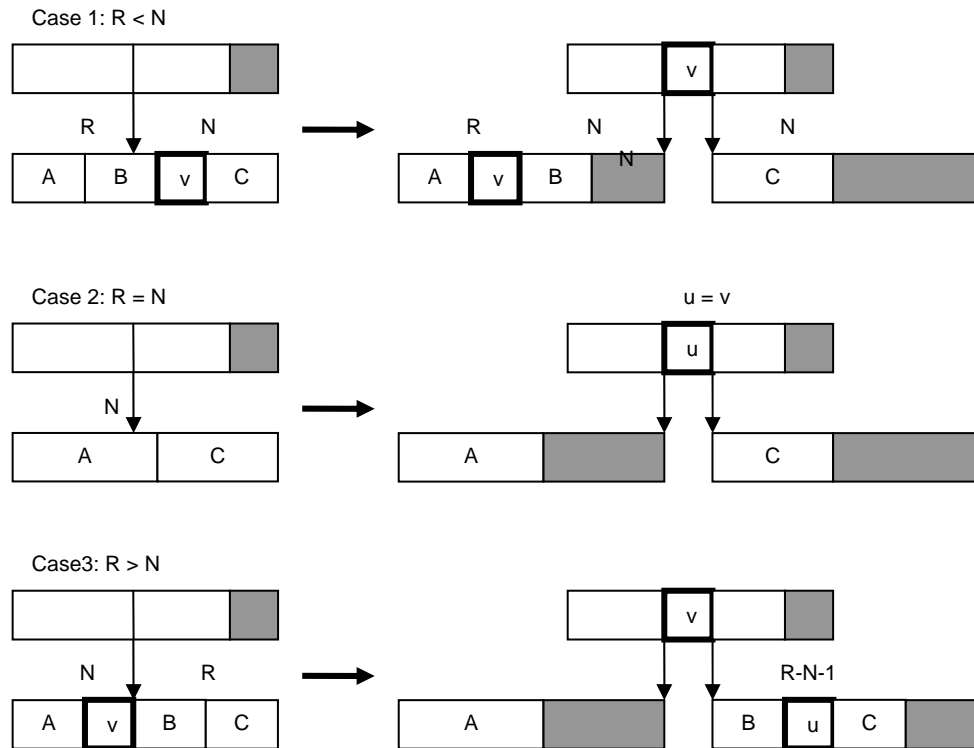 Case 1: R < N
v
R N R N N
N
A B v C A v B C
Case 2: R = N u = v
u
N
A C A C
Case3: R > N
v
N R R-N-1
A v B C A B u C